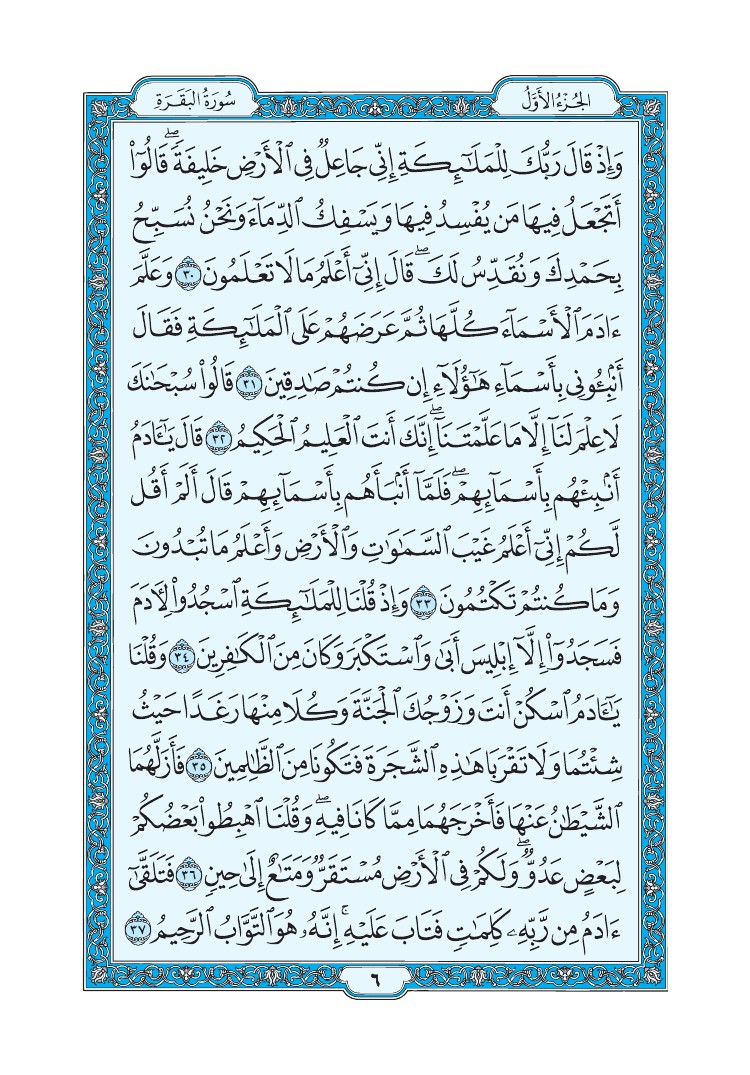 الجُزْءُ الأَوَّلُ
سُورَةُ البَقَرَةِ
وَإِذْ قَالَ رَبُّكَ لِلْمَلَـٰٓئِكَةِ إِنِّى جَاعِلٌ فِى ٱلْأَرْضِ خَلِيفَةً ۖ قَالُوٓا۟
أَتَجْعَلُ فِيهَا مَن يُفْسِدُ فِيهَا وَيَسْفِكُ ٱلدِّمَآءَ وَنَحْنُ نُسَبِّحُ
بِحَمْدِكَ وَنُقَدِّسُ لَكَ ۖ قَالَ إِنِّىٓ أَعْلَمُ مَا لَا تَعْلَمُونَ ٣٠ وَعَلَّمَ
ءَادَمَ ٱلْأَسْمَآءَ كُلَّهَا ثُمَّ عَرَضَهُمْ عَلَى ٱلْمَلَـٰٓئِكَةِ فَقَالَ
أَنۢبِـُٔونِى بِأَسْمَآءِ هَـٰٓؤُلَآءِ إِن كُنتُمْ صَـٰدِقِينَ ٣١ قَالُوا۟ سُبْحَـٰنَكَ
لَا عِلْمَ لَنَآ إِلَّا مَا عَلَّمْتَنَآ ۖ إِنَّكَ أَنتَ ٱلْعَلِيمُ ٱلْحَكِيمُ ٣٢ قَالَ يَـٰٓـَٔادَمُ
أَنۢبِئْهُم بِأَسْمَآئِهِمْ ۖ فَلَمَّآ أَنۢبَأَهُم بِأَسْمَآئِهِمْ قَالَ أَلَمْ أَقُل
لَّكُمْ إِنِّىٓ أَعْلَمُ غَيْبَ ٱلسَّمَـٰوَٰتِ وَٱلْأَرْضِ وَأَعْلَمُ مَا تُبْدُونَ
وَمَا كُنتُمْ تَكْتُمُونَ ٣٣ وَإِذْ قُلْنَا لِلْمَلَـٰٓئِكَةِ ٱسْجُدُوا۟ لِـَٔادَمَ
فَسَجَدُوٓا۟ إِلَّآ إِبْلِيسَ أَبَىٰ وَٱسْتَكْبَرَ وَكَانَ مِنَ ٱلْكَـٰفِرِينَ ٣٤ وَقُلْنَا
يَـٰٓـَٔادَمُ ٱسْكُنْ أَنتَ وَزَوْجُكَ ٱلْجَنَّةَ وَكُلَا مِنْهَا رَغَدًا حَيْثُ
شِئْتُمَا وَلَا تَقْرَبَا هَـٰذِهِ ٱلشَّجَرَةَ فَتَكُونَا مِنَ ٱلظَّـٰلِمِينَ ٣٥ فَأَزَلَّهُمَا
ٱلشَّيْطَـٰنُ عَنْهَا فَأَخْرَجَهُمَا مِمَّا كَانَا فِيهِ ۖ وَقُلْنَا ٱهْبِطُوا۟ بَعْضُكُمْ
لِبَعْضٍ عَدُوٌّ ۖ وَلَكُمْ فِى ٱلْأَرْضِ مُسْتَقَرٌّ وَمَتَـٰعٌ إِلَىٰ حِينٍ ٣٦ فَتَلَقَّىٰٓ
ءَادَمُ مِن رَّبِّهِۦ كَلِمَـٰتٍ فَتَابَ عَلَيْهِ ۚ إِنَّهُۥ هُوَ ٱلتَّوَّابُ ٱلرَّحِيمُ ٣٧
٦